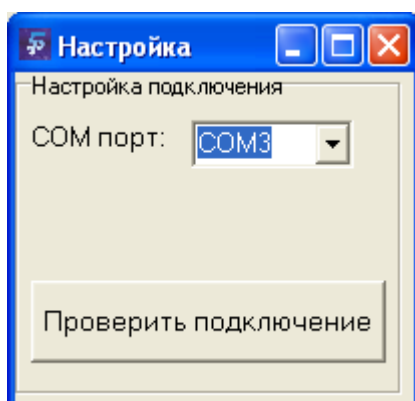 Настройка
Настройка подключения
COM порт: COM3
Проверить подключение